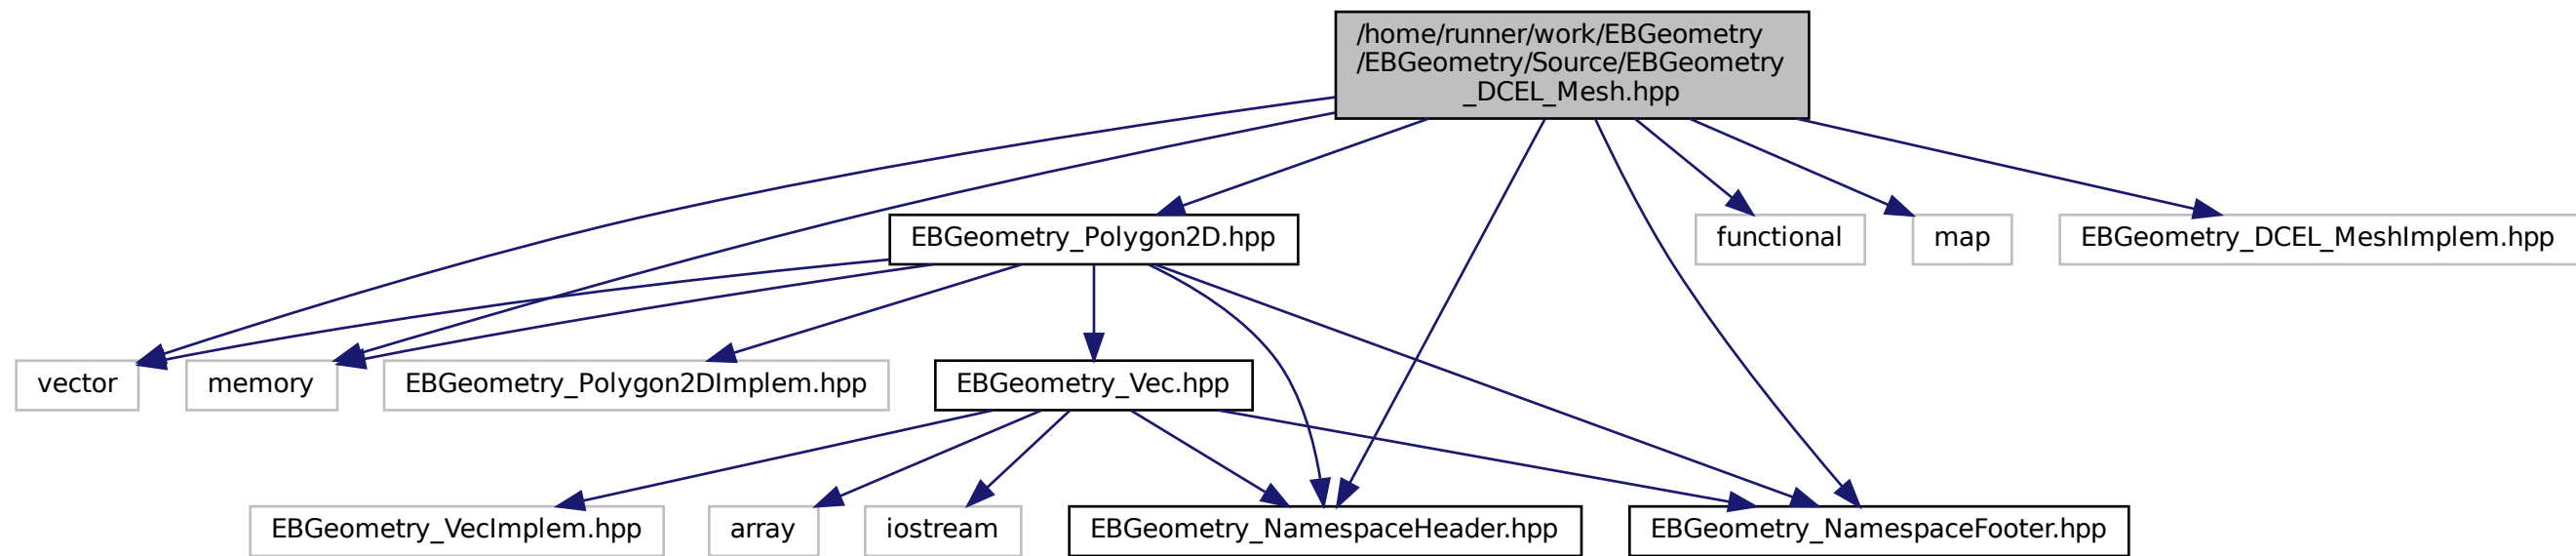 /home/runner/work/EBGeometry
/EBGeometry/Source/EBGeometry
_DCEL_Mesh.hpp
EBGeometry_Polygon2D.hpp
functional
map
EBGeometry_DCEL_MeshImplem.hpp
vector
memory
EBGeometry_Polygon2DImplem.hpp
EBGeometry_Vec.hpp
EBGeometry_VecImplem.hpp
array
iostream
EBGeometry_NamespaceHeader.hpp
EBGeometry_NamespaceFooter.hpp